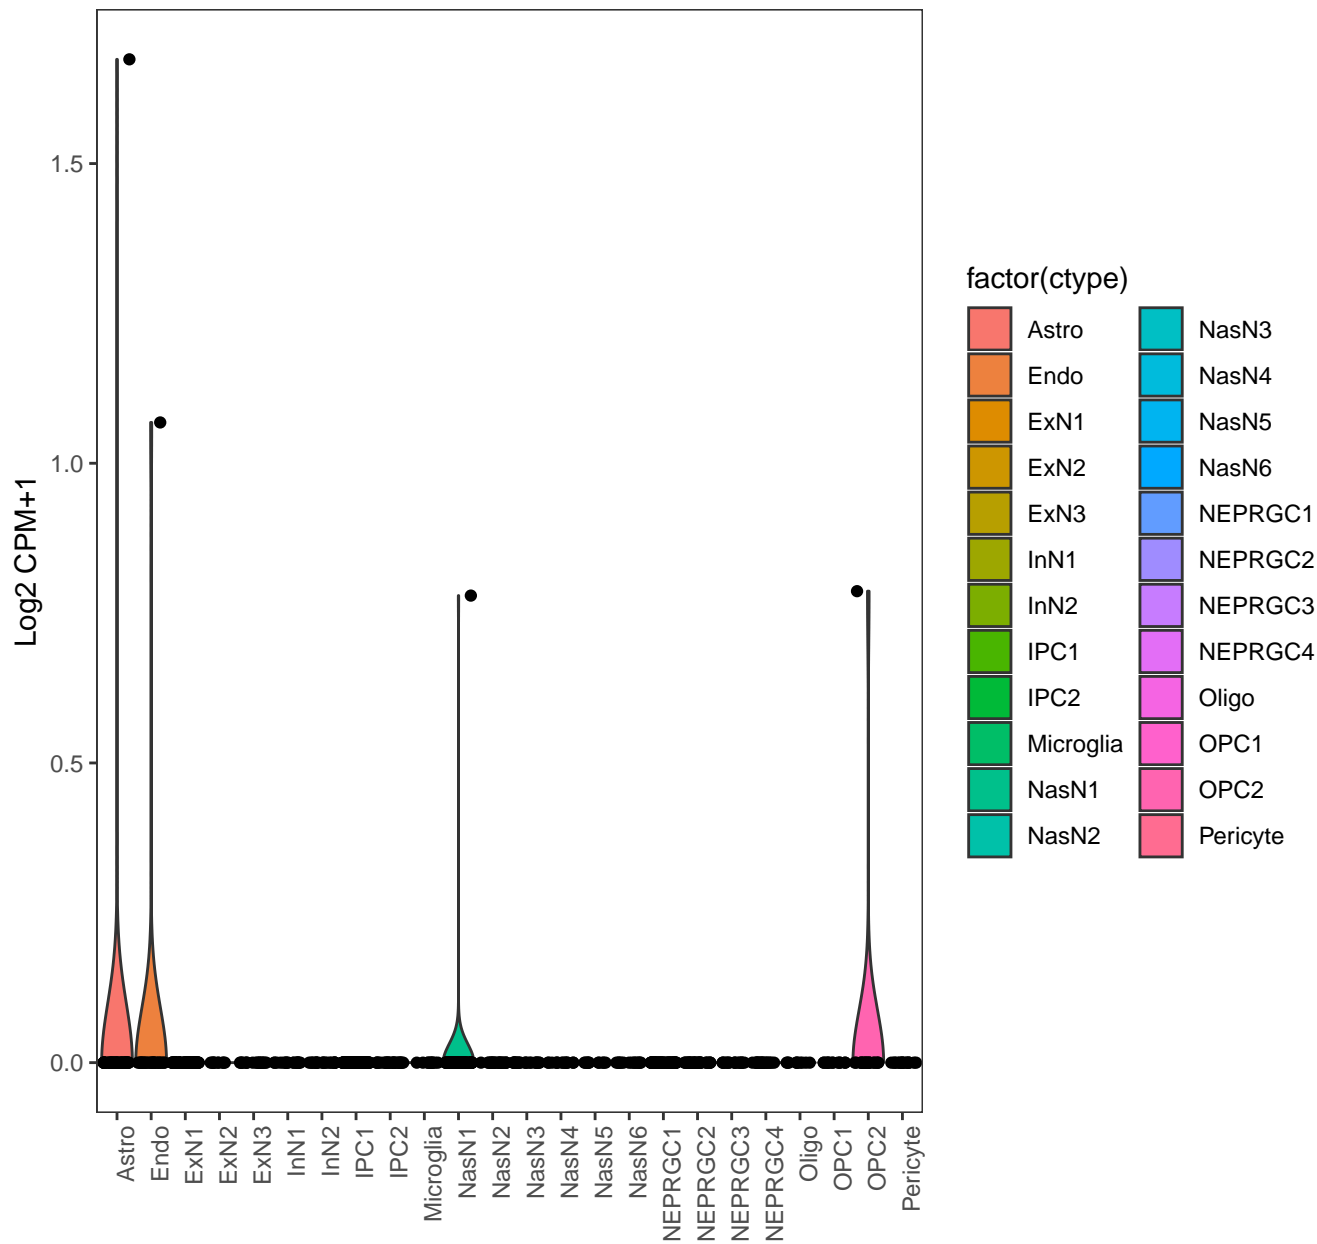 1.5
1.0
0.5
0.0
Log2 CPM+1
Astro
Endo
ExN1
ExN2
ExN3
InN1
InN2
IPC1
IPC2
Microglia
NasN1
NasN2
NasN3
NasN4
NasN5
NasN6
NEPRGC1
NEPRGC2
NEPRGC3
NEPRGC4
Oligo
OPC1
OPC2
Pericyte
factor(ctype)
Astro
Endo
ExN1
ExN2
ExN3
InN1
InN2
IPC1
IPC2
Microglia
NasN1
NasN2
NasN3
NasN4
NasN5
NasN6
NEPRGC1
NEPRGC2
NEPRGC3
NEPRGC4
Oligo
OPC1
OPC2
Pericyte